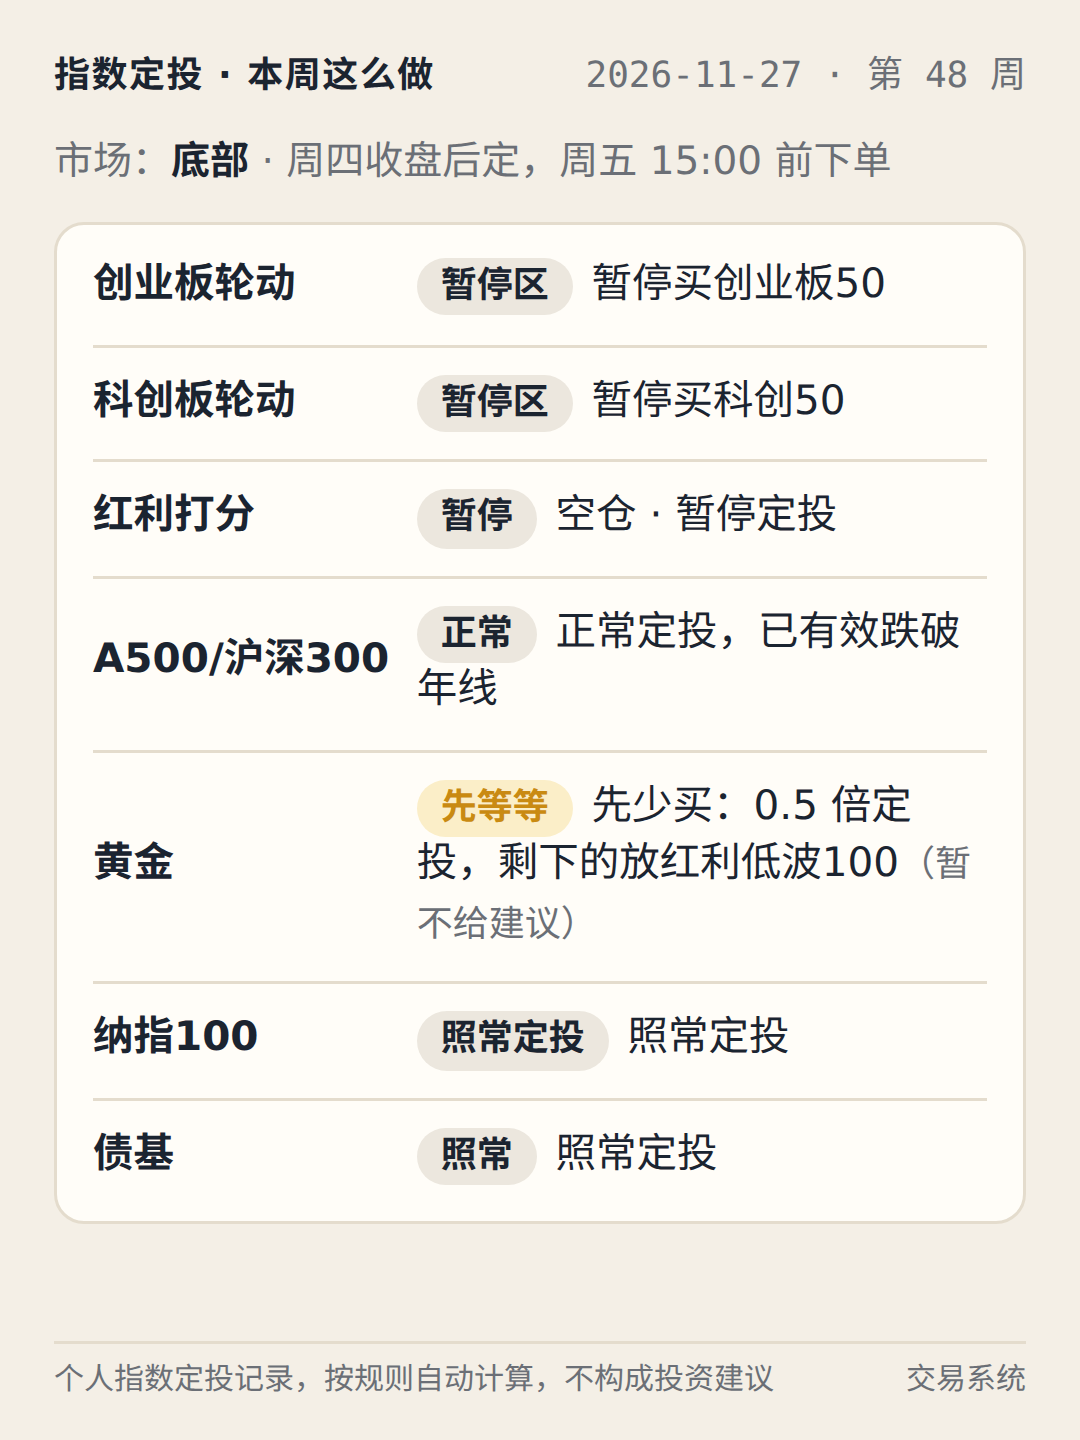 指数定投 · 本周这么做
2026-11-27 · 第 48 周
市场：底部 · 周四收盘后定，周五 15:00 前下单
创业板轮动 暂停区 暂停买创业板50
科创板轮动 暂停区 暂停买科创50
红利打分 暂停 空仓 · 暂停定投
A500/沪深300 正常 正常定投，已有效跌破
年线
黄金 先等等 先少买：0.5 倍定
投，剩下的放红利低波100（暂
不给建议）
纳指100 照常定投 照常定投
债基 照常 照常定投
个人指数定投记录，按规则自动计算，不构成投资建议
交易系统